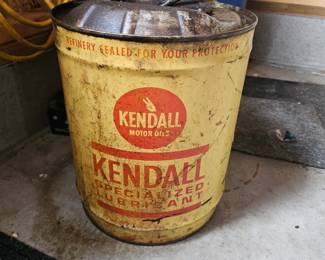 REFINERY SEALED FOR YOUR PROTECTION
KENDALL
MOTOR OILS
KENDALL
SPECIALIZED
LUBRICANT